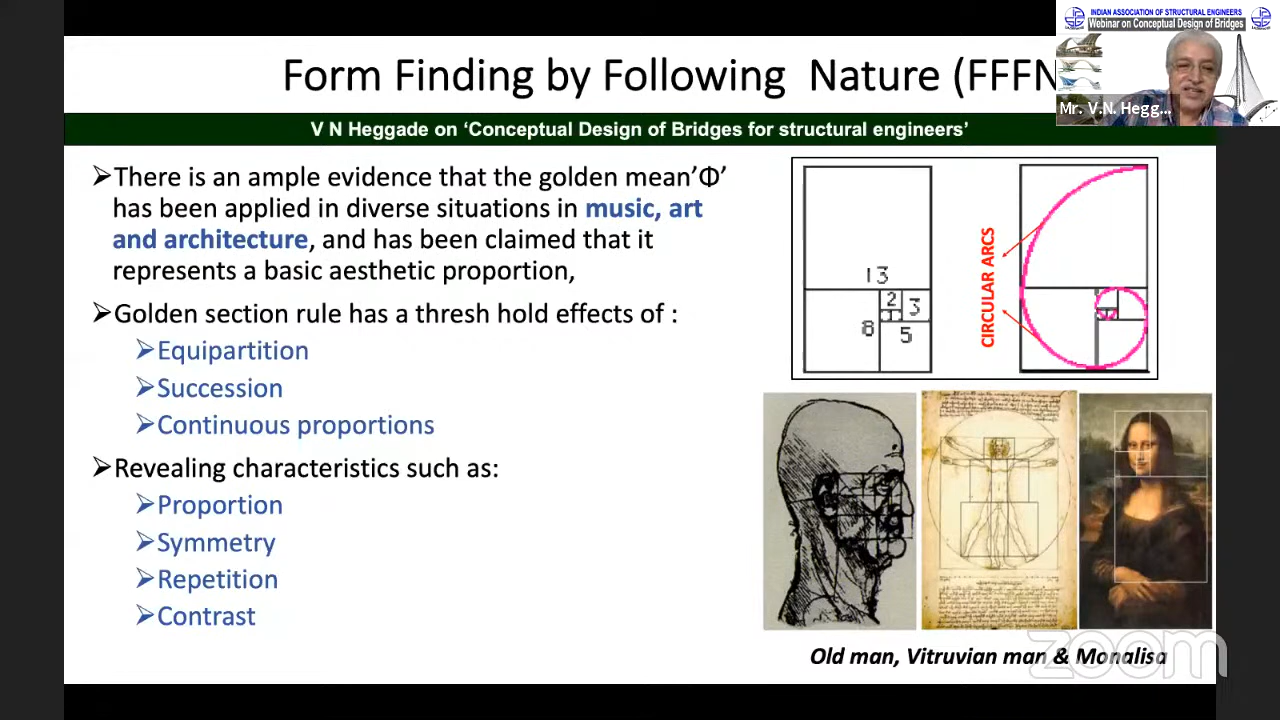 INDIAN ASSOCIATION OF STRUCTURAL ENGINEERS
Webinar on Conceptual Design of Bridges
Form Finding by Following Nature (FFFN
Mr. V.N. Hegg...
V N Heggade on ‘Conceptual Design of Bridges for structural engineers’
➢There is an ample evidence that the golden mean’Φ’
has been applied in diverse situations in music, art
and architecture, and has been claimed that it
represents a basic aesthetic proportion,
➢Golden section rule has a thresh hold effects of :
➢Equipartition
➢Succession
➢Continuous proportions
➢Revealing characteristics such as:
➢Proportion
➢Symmetry
➢Repetition
➢Contrast
13
2
3
8
5
CIRCULAR ARCS
Old man, Vitruvian man & Monalisa
zoom